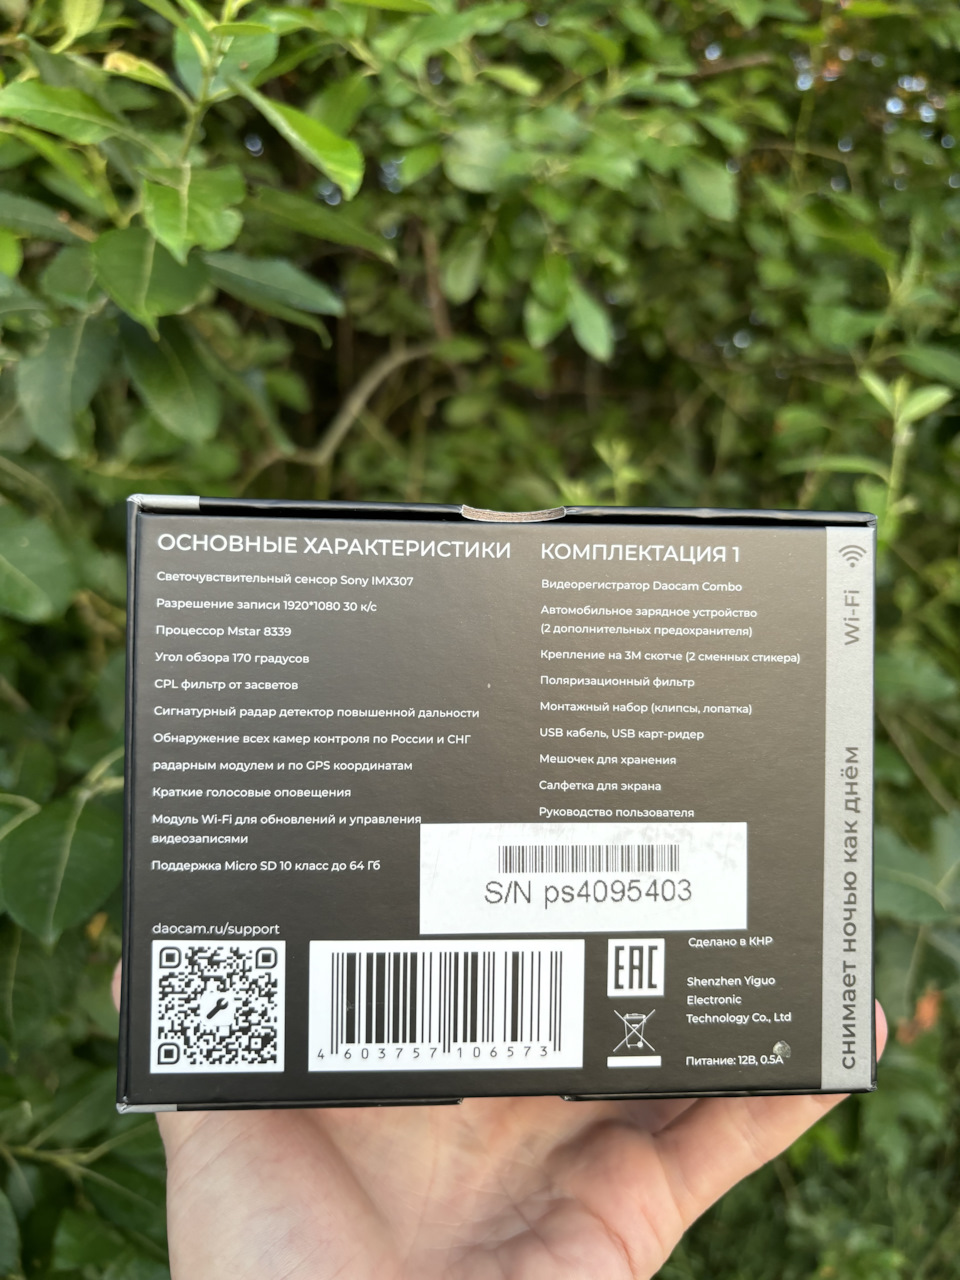 ОСНОВНЫЕ ХАРАКТЕРИСТИКИ
Светочувствительный сенсор Sony IMX307
Разрешение записи 1920*1080 30 к/с
Процессор Mstar 8339
Угол обзора 170 градусов
CPL фильтр от засветов
Сигнатурный радар детектор повышенной дальности
Обнаружение всех камер контроля по России и СНГ
радарным модулем и по GPS координатам
Краткие голосовые оповещения
Модуль Wi-Fi для обновлений и управления
видеозаписями
Поддержка Micro SD 10 класс до 64 Гб
daocam.ru/support
КОМПЛЕКТАЦИЯ 1
Видеорегистратор Daocam Combo
Автомобильное зарядное устройство
(2 дополнительных предохранителя)
Крепление на 3М скотче (2 сменных стикера)
Поляризационный фильтр
Монтажный набор (клипсы, лопатка)
USB кабель, USB карт-ридер
Мешочек для хранения
Салфетка для экрана
Руководство пользователя
S/N ps4095403
4 603757 106573
EAC
Сделано в КНР
Shenzhen Yiguo
Electronic
Technology Co., Ltd
Питание: 12В, 0.5А
Wi-Fi
снимает ночью как днём